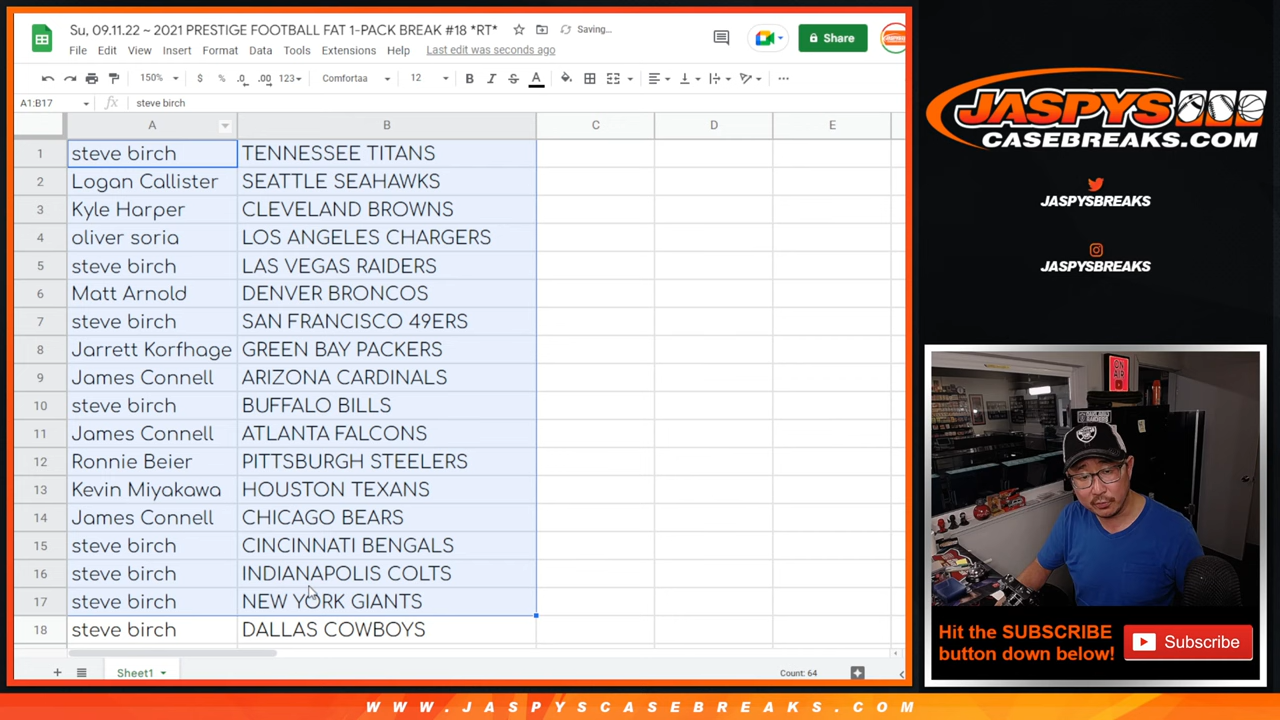 Su, 09.11.22 ~ 2021 PRESTIGE FOOTBALL FAT 1-PACK BREAK #18 *RT*
Saving...
File Edit View Insert Format Data Tools Extensions Help Last edit was seconds ago
Share
150% $ % .0 .00 123 Comfortaa 12 B I S A
A1:B17 fx steve birch
A B C D E
1 steve birch TENNESSEE TITANS
2 Logan Callister SEATTLE SEAHAWKS
3 Kyle Harper CLEVELAND BROWNS
4 oliver soria LOS ANGELES CHARGERS
5 steve birch LAS VEGAS RAIDERS
6 Matt Arnold DENVER BRONCOS
7 steve birch SAN FRANCISCO 49ERS
8 Jarrett Korfhage GREEN BAY PACKERS
9 James Connell ARIZONA CARDINALS
10 steve birch BUFFALO BILLS
11 James Connell ATLANTA FALCONS
12 Ronnie Beier PITTSBURGH STEELERS
13 Kevin Miyakawa HOUSTON TEXANS
14 James Connell CHICAGO BEARS
15 steve birch CINCINNATI BENGALS
16 steve birch INDIANAPOLIS COLTS
17 steve birch NEW YORK GIANTS
18 steve birch DALLAS COWBOYS
+ Sheet1 Count: 64
JASPYS
CASEBREAKS.COM
JASPYSBREAKS
JASPYSBREAKS
ON AIR
Hit the SUBSCRIBE
button down below!
Subscribe
WWW.JASPYSCASEBREAKS.COM